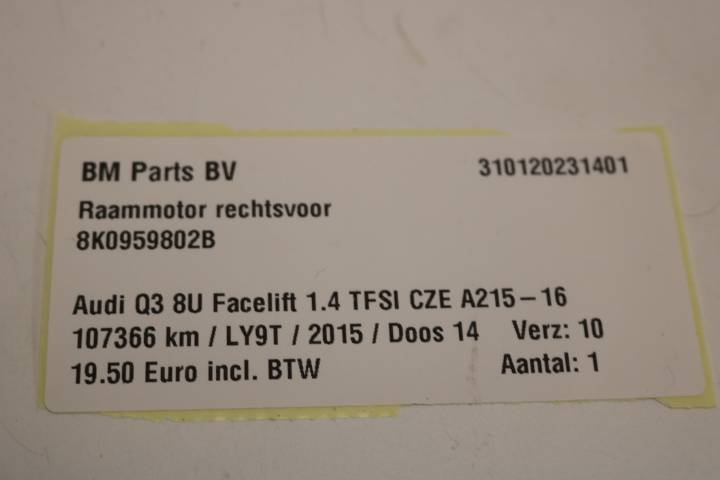 BM Parts BV 310120231401
Raammotor rechtsvoor
8K0959802B
Audi Q3 8U Facelift 1.4 TFSI CZE A215-16
107366 km / LY9T / 2015 / Doos 14 Verz: 10
19.50 Euro incl. BTW Aantal: 1